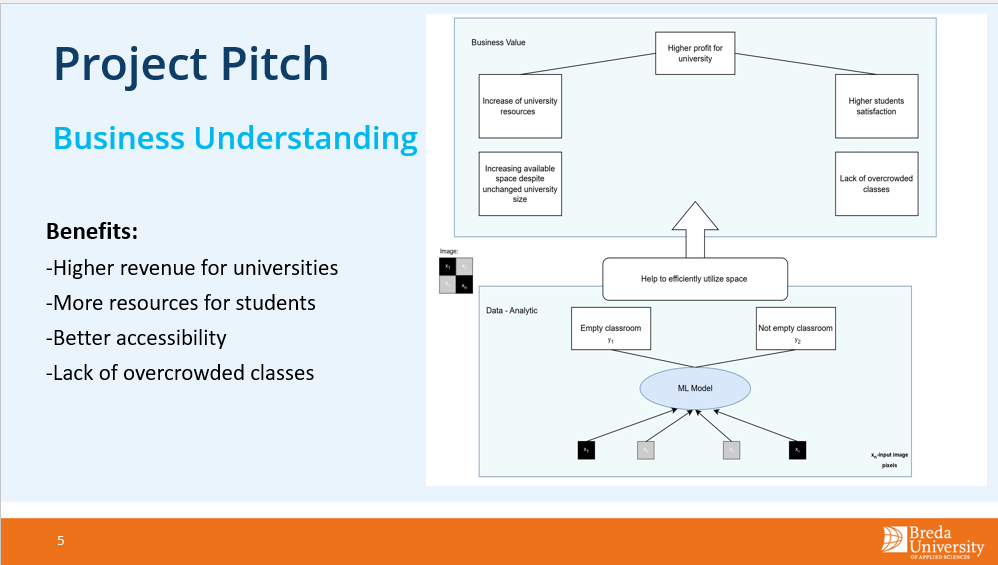 Project Pitch
Business Understanding
Benefits:
-Higher revenue for universities
-More resources for students
-Better accessibility
-Lack of overcrowded classes
Business Value
Higher profit for
university
Increase of university
resources
Higher students
satisfaction
Increasing available
space despite
unchanged university
size
Lack of overcrowded
classes
Image:
Help to efficiently utilize space
Data - Analytic
Empty classroom
y1
Not empty classroom
y2
ML Model
xn-input image
pixels
5
Breda
University
OF APPLIED SCIENCES